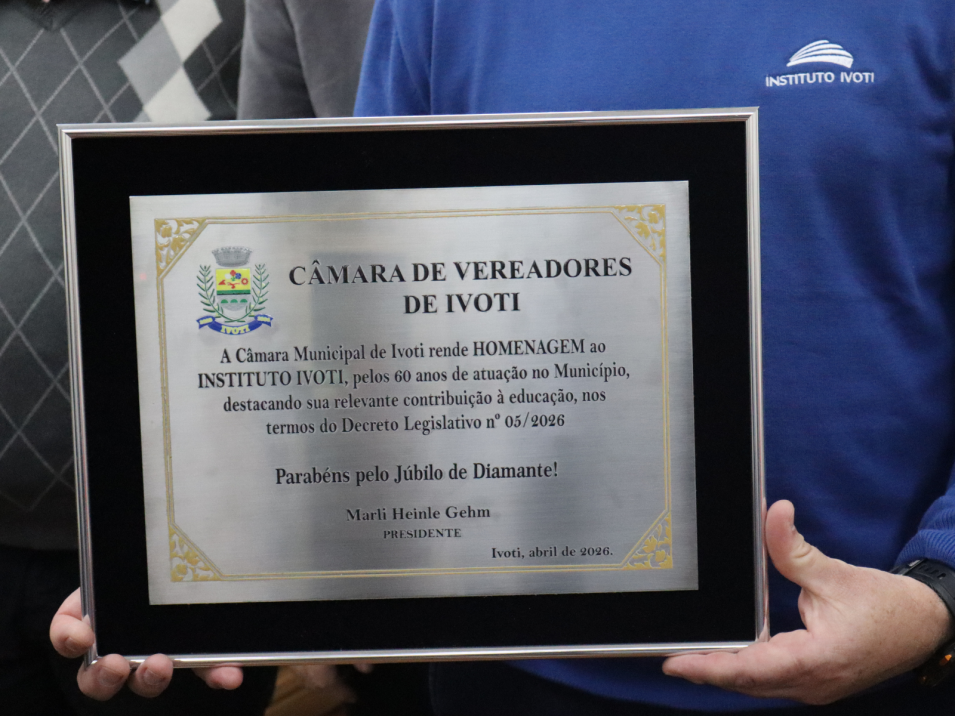 INSTITUTO IVOTI
CÂMARA DE VEREADORES
DE IVOTI
IVOTI
A Câmara Municipal de Ivoti rende HOMENAGEM ao
INSTITUTO IVOTI, pelos 60 anos de atuação no Município,
destacando sua relevante contribuição à educação, nos
termos do Decreto Legislativo nº 05/2026
Parabéns pelo Júbilo de Diamante!
Marli Heinle Gehm
PRESIDENTE
Ivoti, abril de 2026.